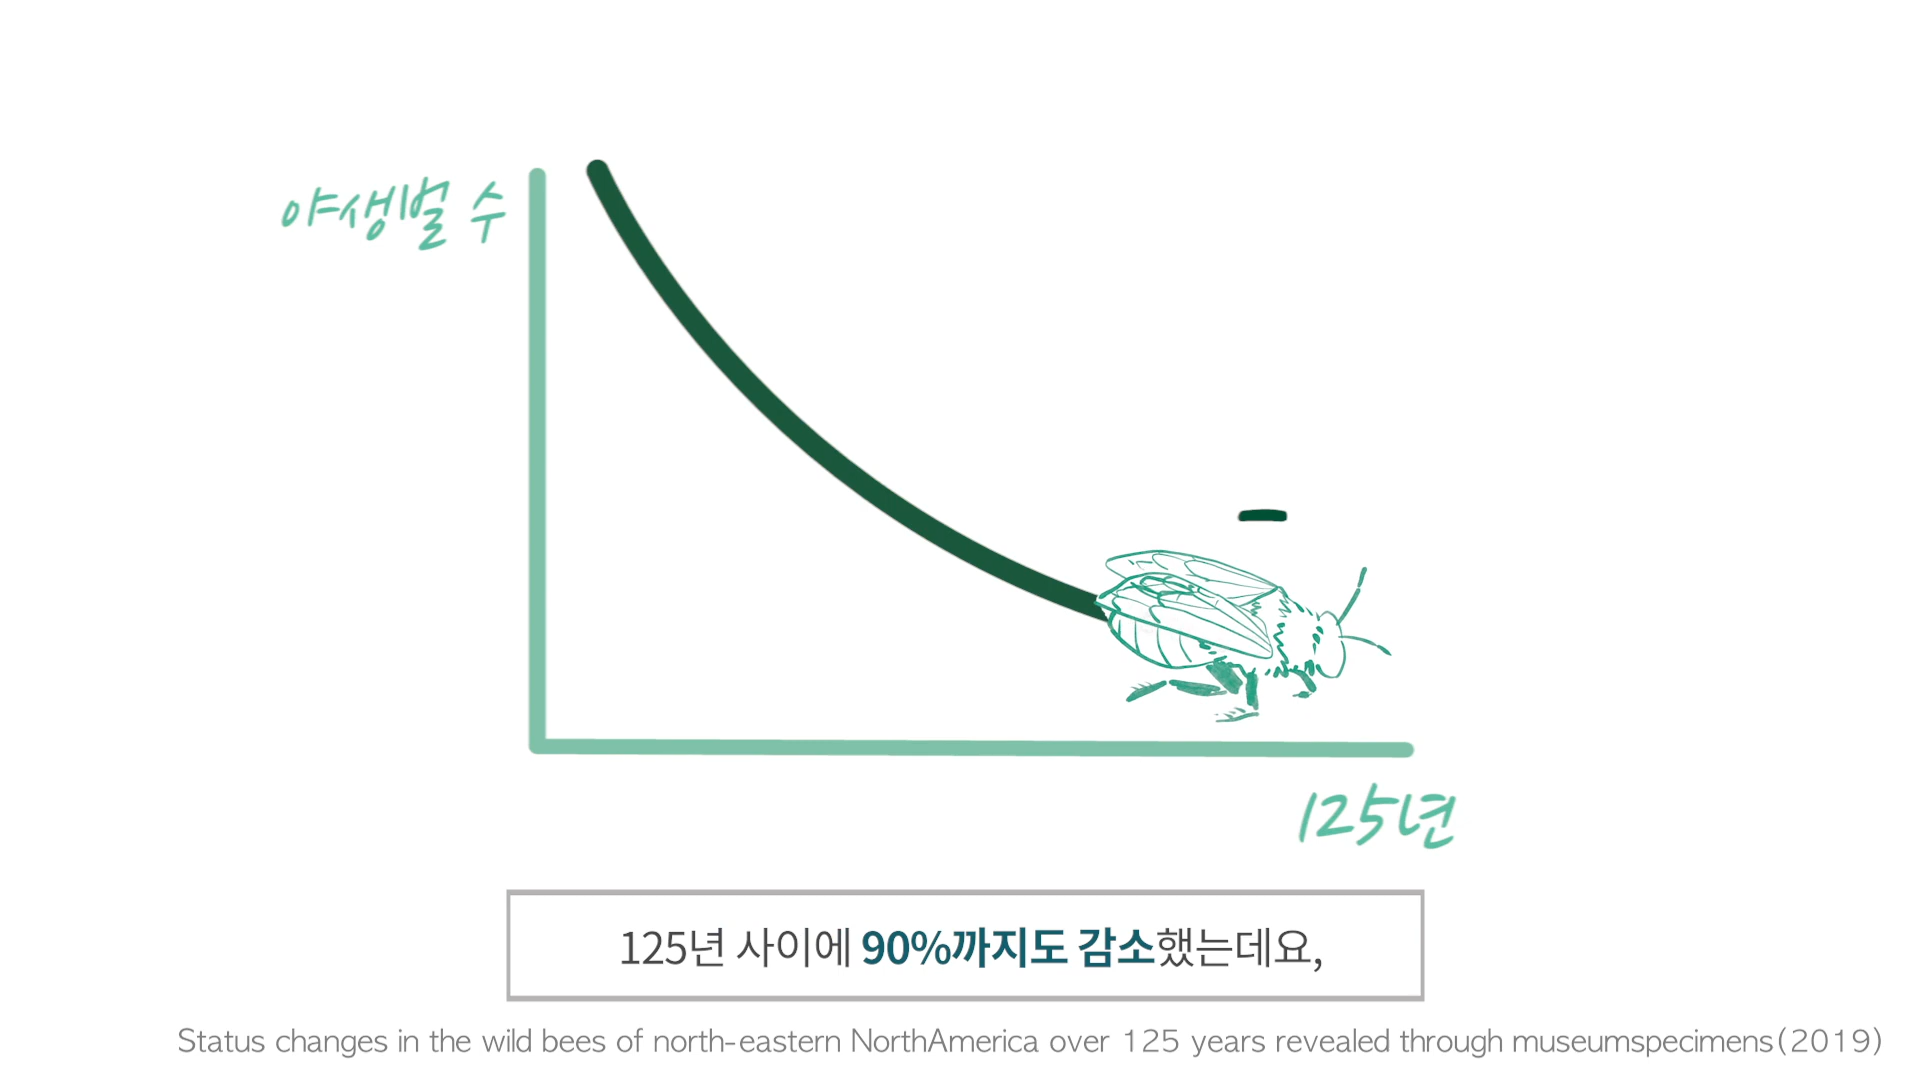 야생벌 수
125년
125년 사이에 90%까지도 감소했는데요,
Status changes in the wild bees of north-eastern NorthAmerica over 125 years revealed through museumspecimens(2019)